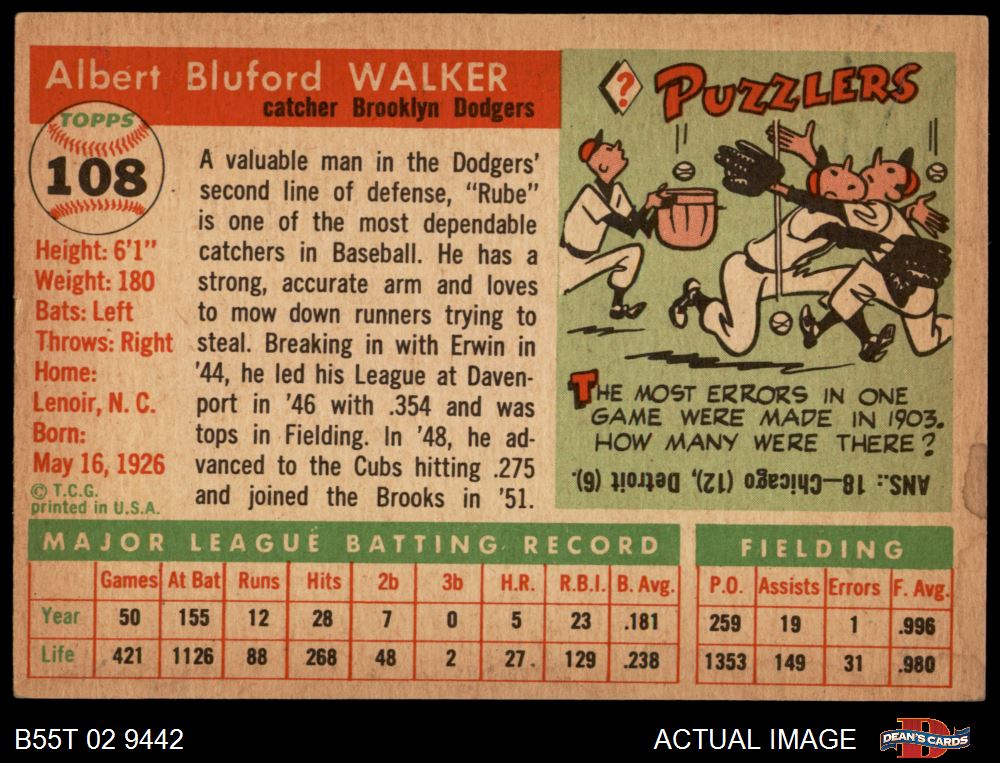 Albert Bluford WALKER
catcher Brooklyn Dodgers
TOPPS
108
Height: 6'1"
Weight: 180
Bats: Left
Throws: Right
Home:
Lenoir, N. C.
Born:
May 16, 1926
© T.C.G.
printed in U.S.A.
A valuable man in the Dodgers'
second line of defense, "Rube"
is one of the most dependable
catchers in Baseball. He has a
strong, accurate arm and loves
to mow down runners trying to
steal. Breaking in with Erwin in
'44, he led his League at Daven-
port in '46 with .354 and was
tops in Fielding. In '48, he ad-
vanced to the Cubs hitting .275
and joined the Brooks in '51.
?
PUZZLERS
THE MOST ERRORS IN ONE
GAME WERE MADE IN 1903.
HOW MANY WERE THERE?
ANS.: 18—Chicago (12), Detroit (6).
MAJOR LEAGUE BATTING RECORD
Games At Bat Runs Hits 2b 3b H.R. R.B.I. B. Avg.
Year 50 155 12 28 7 0 5 23 .181
Life 421 1126 88 268 48 2 27 129 .238
FIELDING
P.O. Assists Errors F. Avg.
259 19 1 .996
1353 149 31 .980
B55T 02 9442
ACTUAL IMAGE
D
DEAN'S CARDS